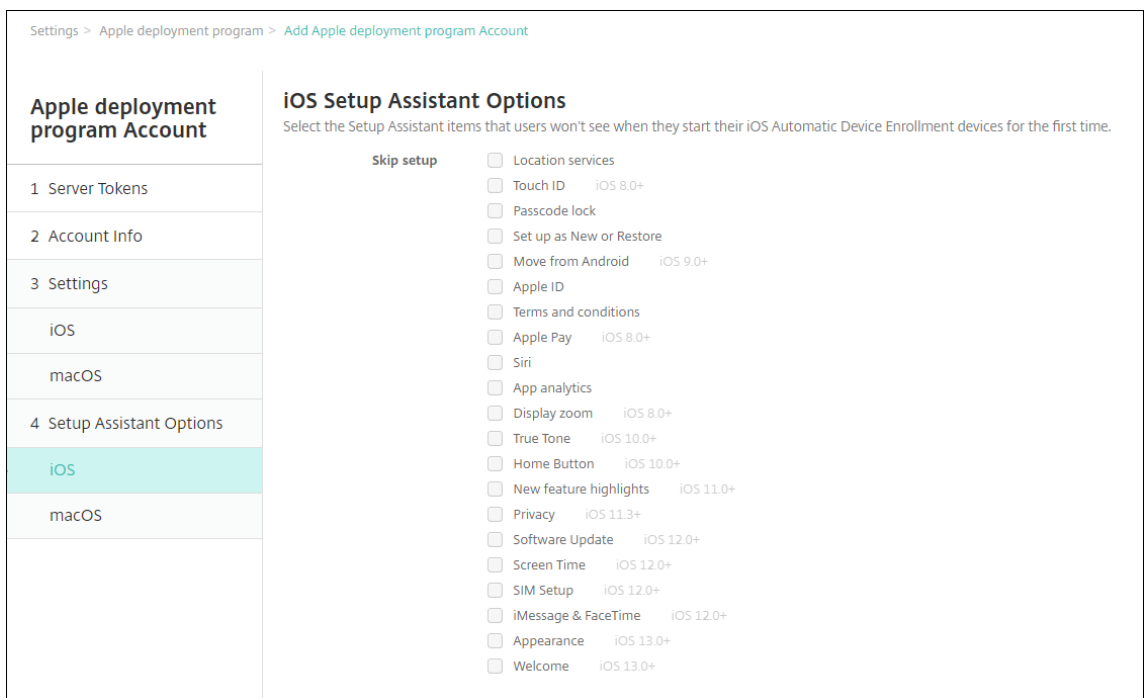 Settings > Apple deployment program > Add Apple deployment program Account
Apple deployment
program Account
1 Server Tokens
2 Account Info
3 Settings
iOS
macOS
4 Setup Assistant Options
iOS
macOS
iOS Setup Assistant Options
Select the Setup Assistant items that users won't see when they start their iOS Automatic Device Enrollment devices for the first time.
Skip setup
Location services
Touch ID iOS 8.0+
Passcode lock
Set up as New or Restore
Move from Android iOS 9.0+
Apple ID
Terms and conditions
Apple Pay iOS 8.0+
Siri
App analytics
Display zoom iOS 8.0+
True Tone iOS 10.0+
Home Button iOS 10.0+
New feature highlights iOS 11.0+
Privacy iOS 11.3+
Software Update iOS 12.0+
Screen Time iOS 12.0+
SIM Setup iOS 12.0+
iMessage & FaceTime iOS 12.0+
Appearance iOS 13.0+
Welcome iOS 13.0+